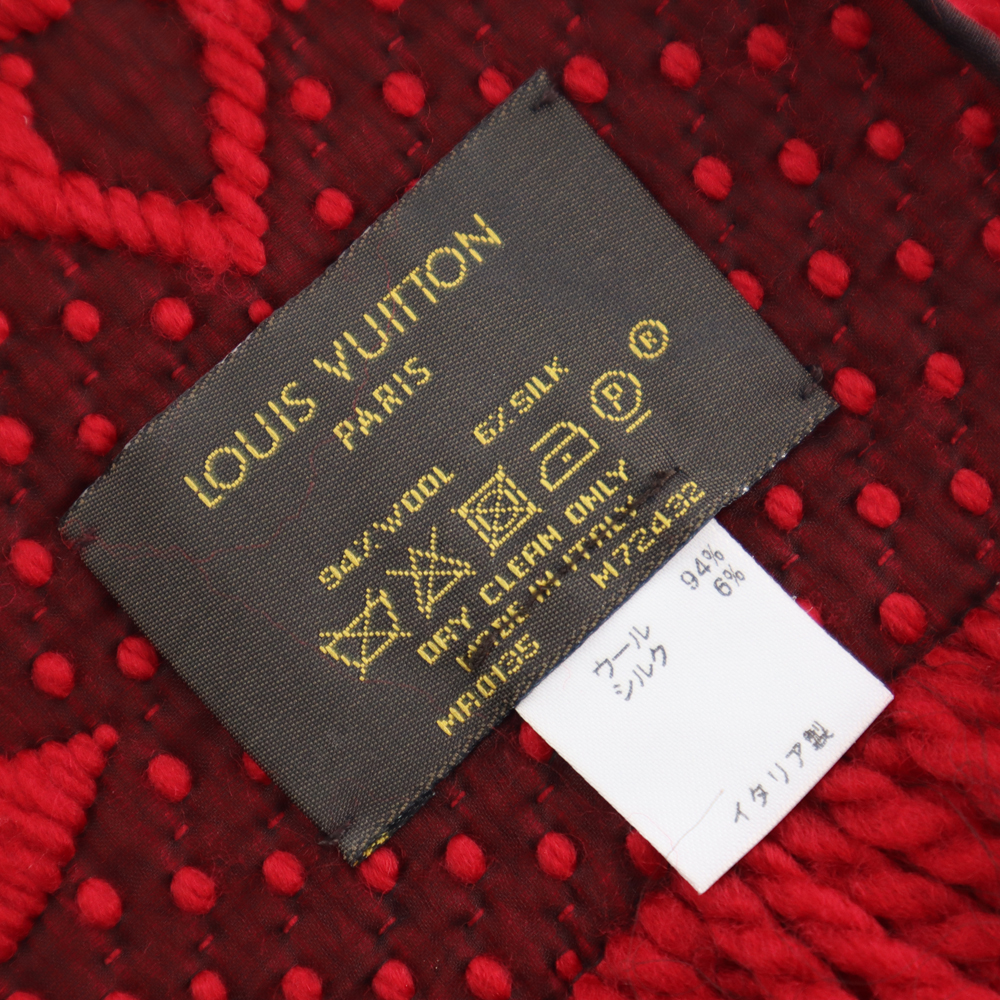 LOUIS VUITTON
PARIS
94% WOOL 6% SILK
P ®
DRY CLEAN ONLY
MADE IN ITALY
MR0135 M72432
ウール 94%
シルク 6%
イタリア製